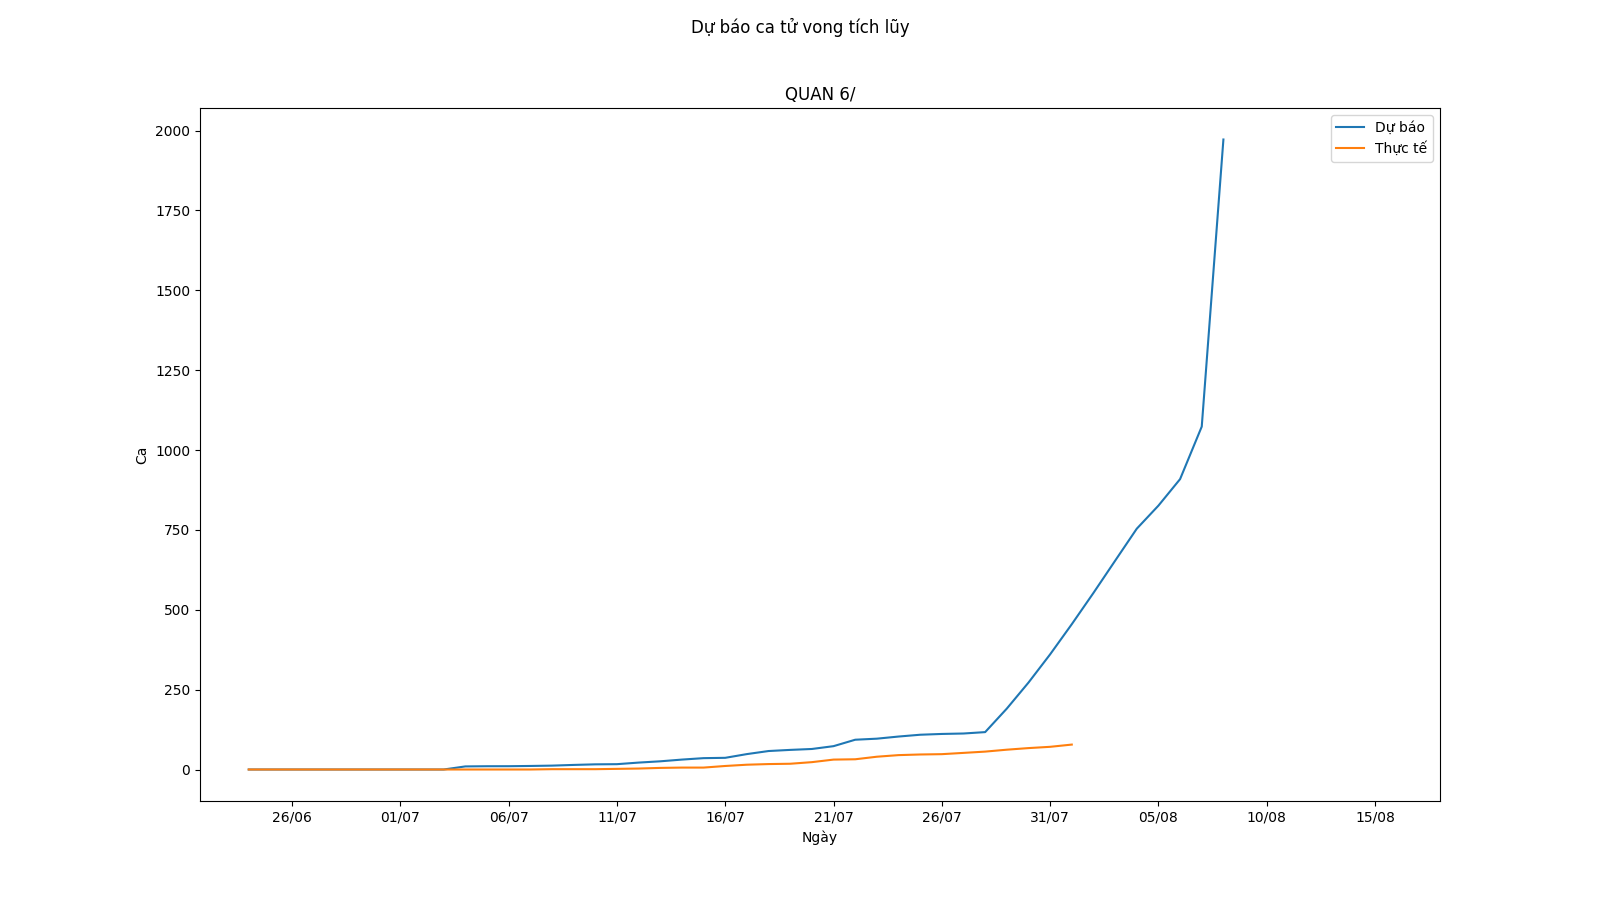 Dự báo ca tử vong tích lũy
QUAN 6/
Dự báo
Thực tế
2000
1750
1500
1250
1000
750
500
250
0
Ca
26/06 01/07 06/07 11/07 16/07 21/07 26/07 31/07 05/08 10/08 15/08
Ngày